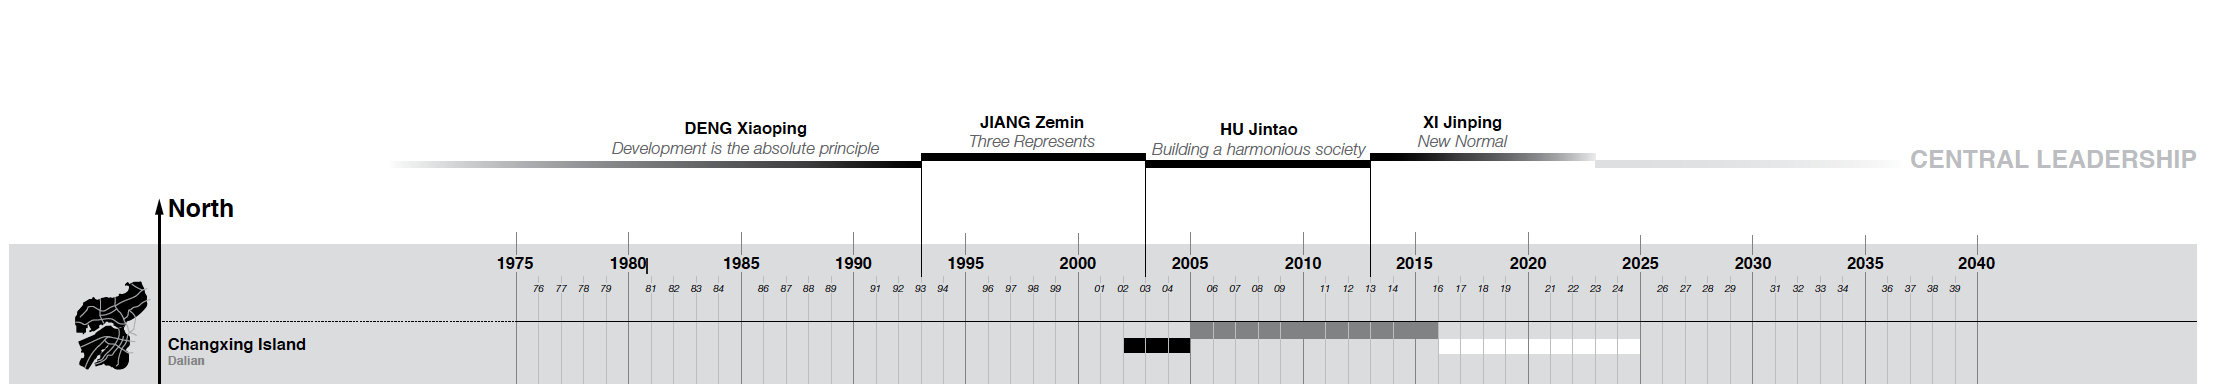 DENG Xiaoping
Development is the absolute principle
JIANG Zemin
Three Represents
HU Jintao
Building a harmonious society
XI Jinping
New Normal
CENTRAL LEADERSHIP
North
1975 1980 1985 1990 1995 2000 2005 2010 2015 2020 2025 2030 2035 2040
76 77 78 79 81 82 83 84 86 87 88 89 91 92 93 94 96 97 98 99 01 02 03 04 06 07 08 09 11 12 13 14 16 17 18 19 21 22 23 24 26 27 28 29 31 32 33 34 36 37 38 39
Changxing Island
Dalian